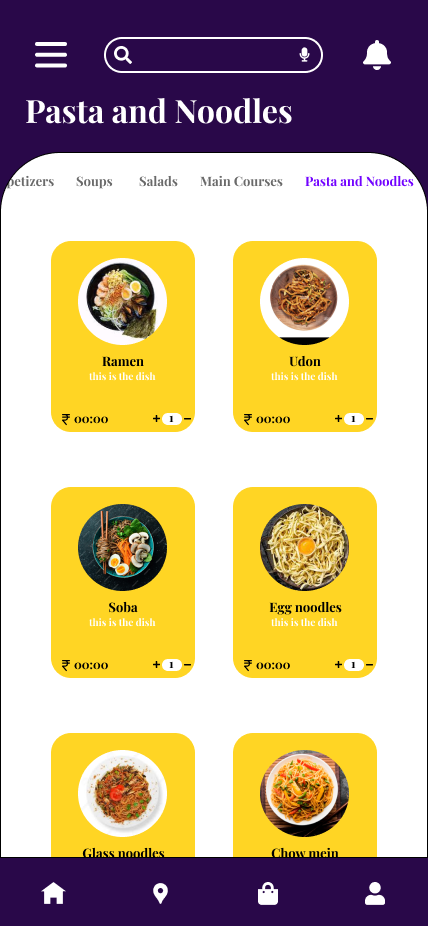 Pasta and Noodles
petizers Soups Salads Main Courses Pasta and Noodles
Ramen Udon
this is the dish this is the dish
₹ 00:00 + 1 − ₹ 00:00 + 1 −
Soba Egg noodles
this is the dish this is the dish
₹ 00:00 + 1 − ₹ 00:00 + 1 −
Glass noodles Chow mein